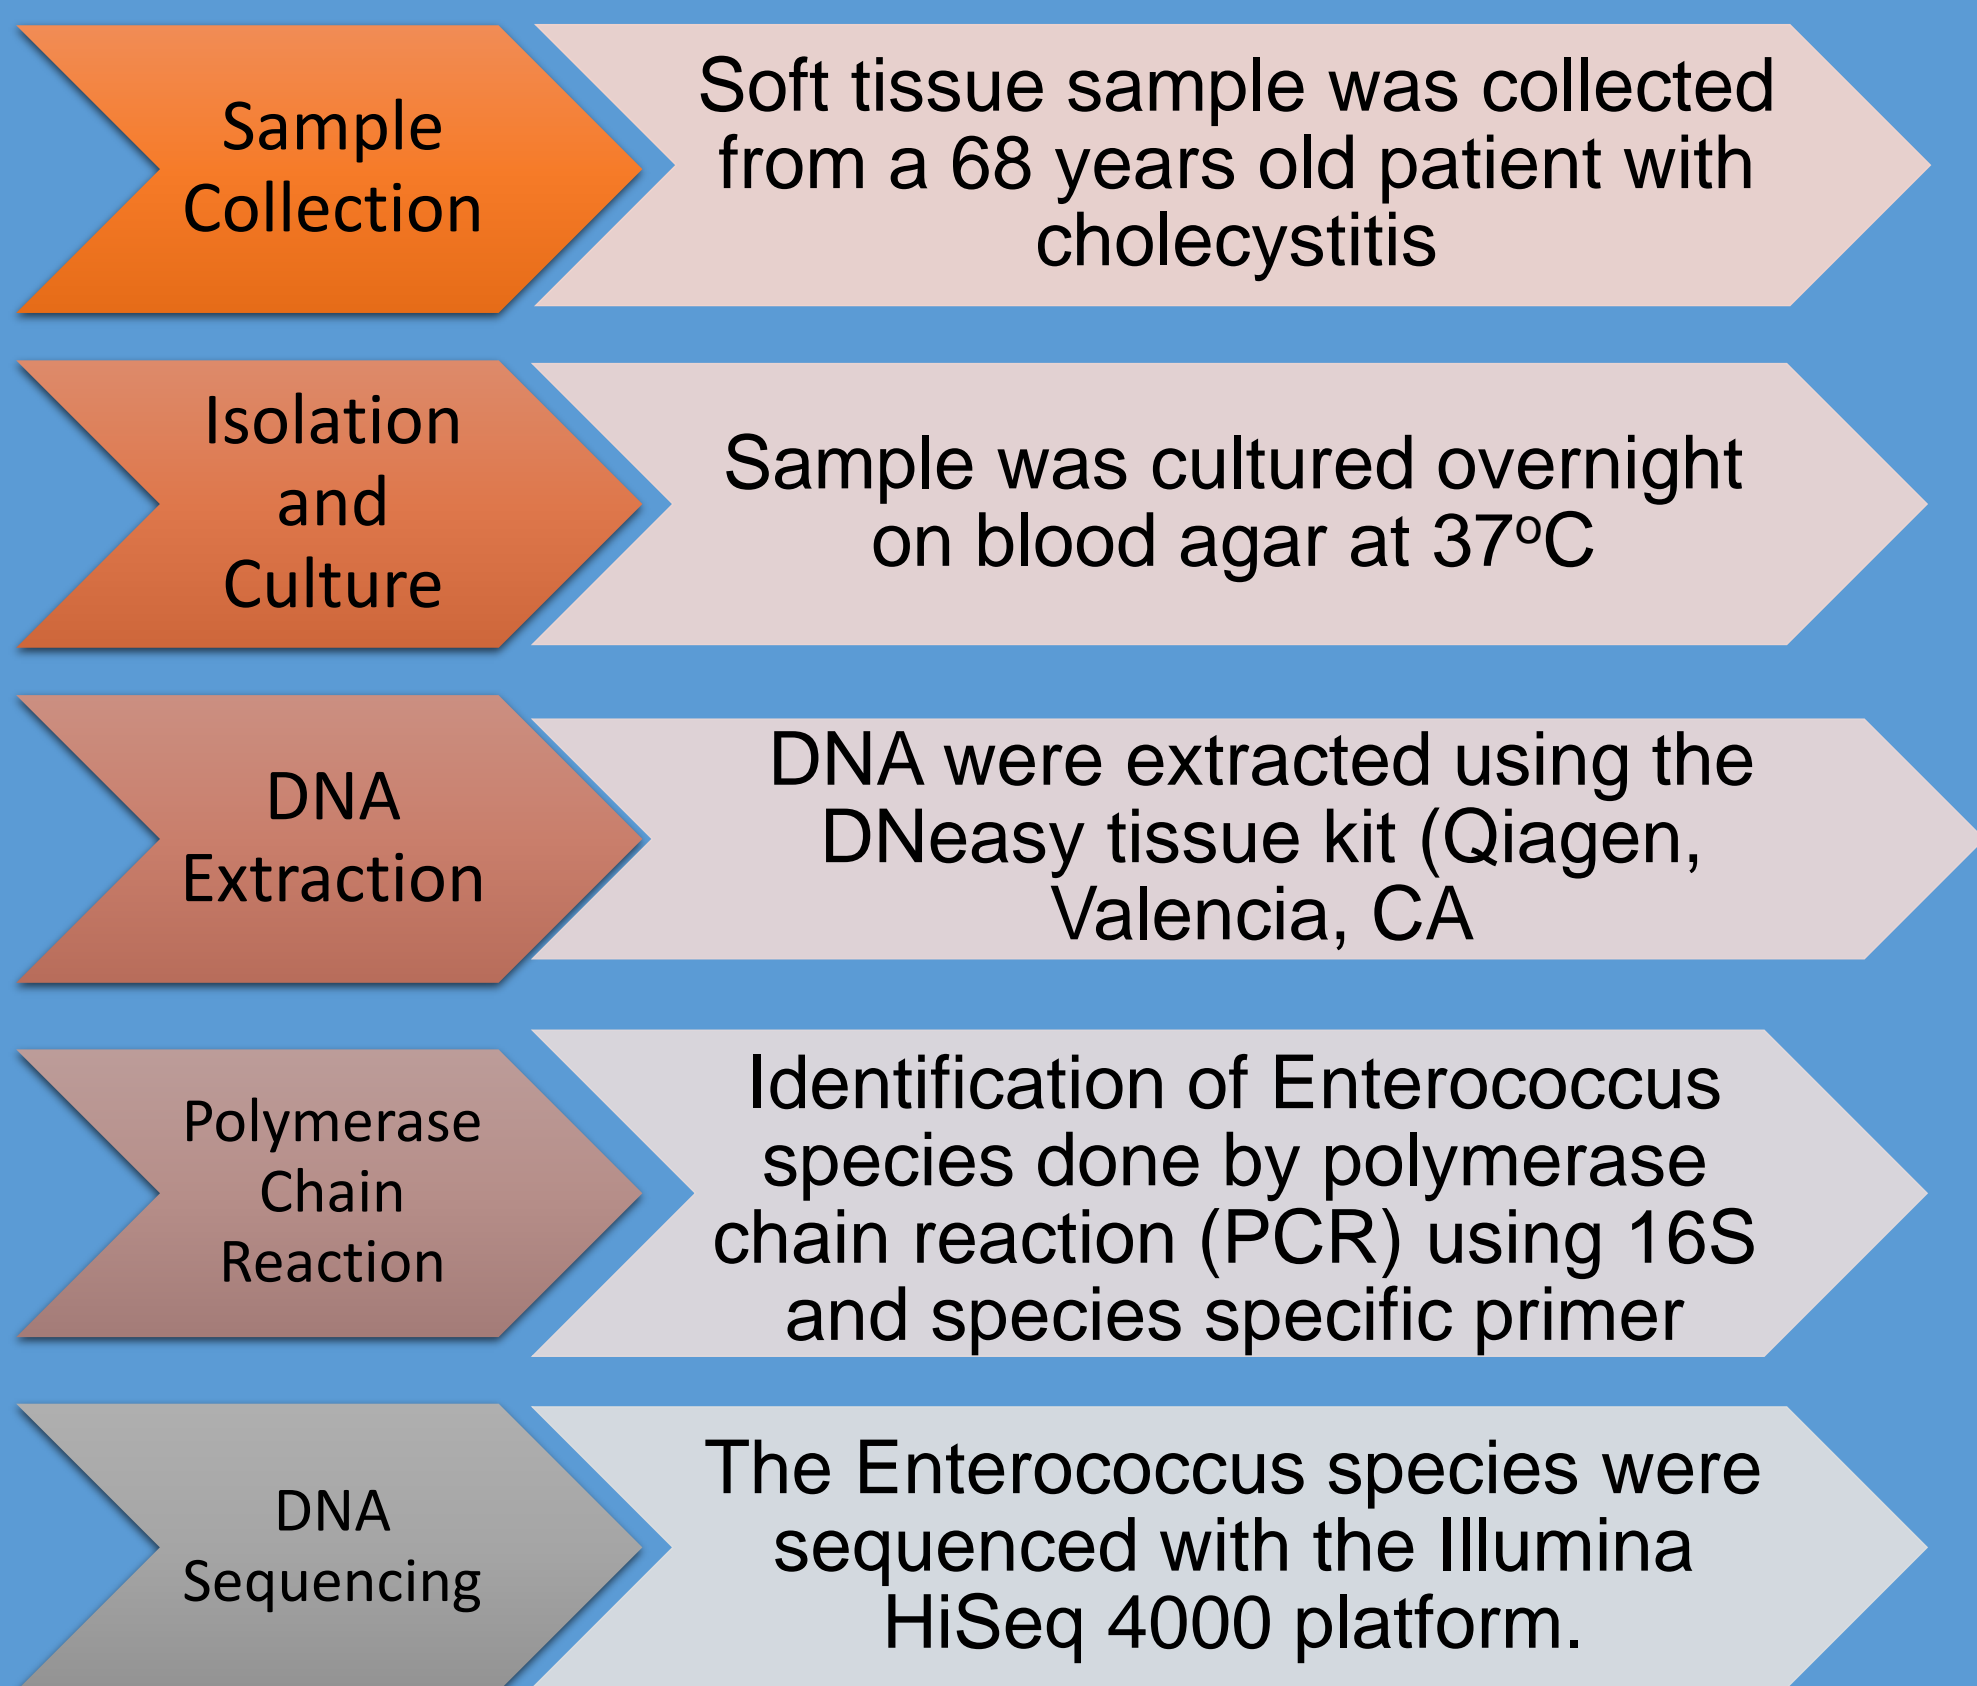 Sample
Collection
Soft tissue sample was collected
from a 68 years old patient with
cholecystitis
Isolation
and
Culture
Sample was cultured overnight
on blood agar at 37ºC
DNA
Extraction
DNA were extracted using the
DNeasy tissue kit (Qiagen,
Valencia, CA
Polymerase
Chain
Reaction
Identification of Enterococcus
species done by polymerase
chain reaction (PCR) using 16S
and species specific primer
DNA
Sequencing
The Enterococcus species were
sequenced with the Illumina
HiSeq 4000 platform.